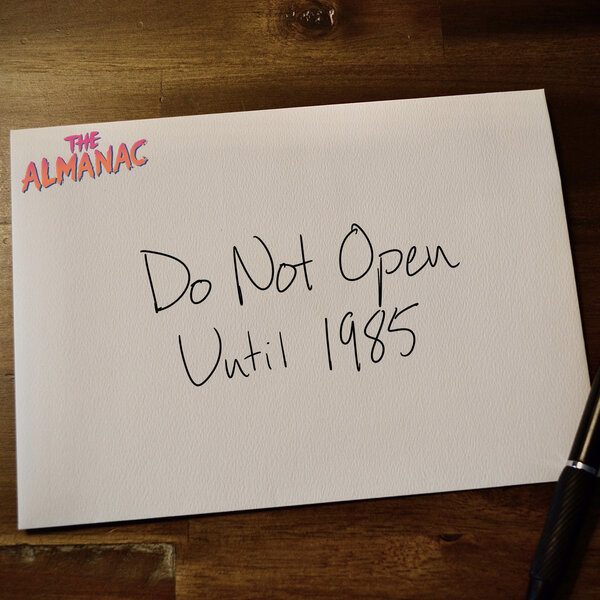 THE
ALMANAC
Do Not Open
Until 1985